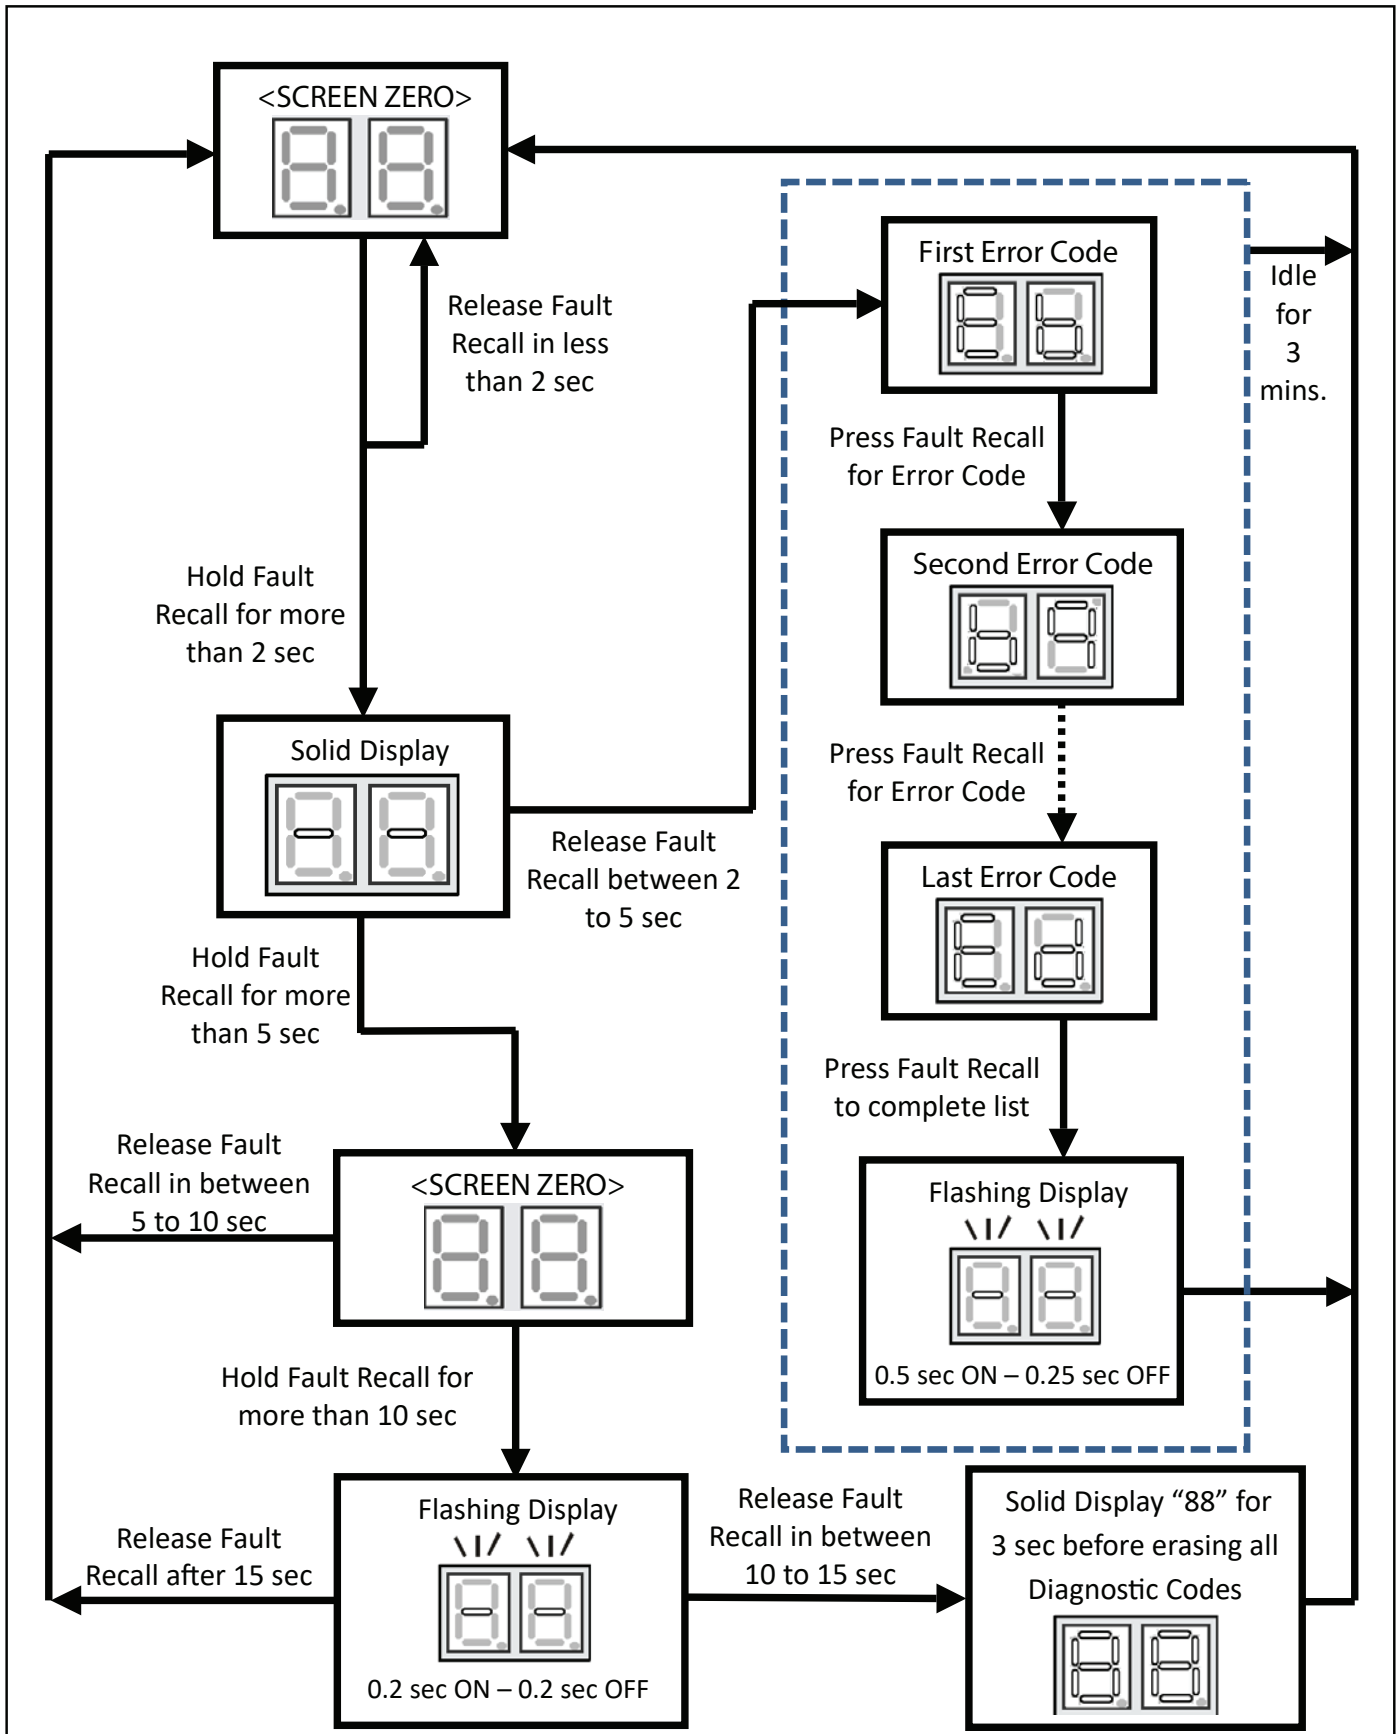 <SCREEN ZERO>
Release Fault
Recall in less
than 2 sec
Hold Fault
Recall for more
than 2 sec
Solid Display
- -
Release Fault
Recall between 2
to 5 sec
Hold Fault
Recall for more
than 5 sec
<SCREEN ZERO>
Release Fault
Recall in between
5 to 10 sec
Hold Fault Recall for
more than 10 sec
Flashing Display
- -
0.2 sec ON – 0.2 sec OFF
Release Fault
Recall after 15 sec
Release Fault
Recall in between
10 to 15 sec
Solid Display “88” for
3 sec before erasing all
Diagnostic Codes
88
First Error Code
Eb
Press Fault Recall
for Error Code
Second Error Code
b9
Press Fault Recall
for Error Code
Last Error Code
Ed
Press Fault Recall
to complete list
Flashing Display
- -
0.5 sec ON – 0.25 sec OFF
Idle
for
3
mins.